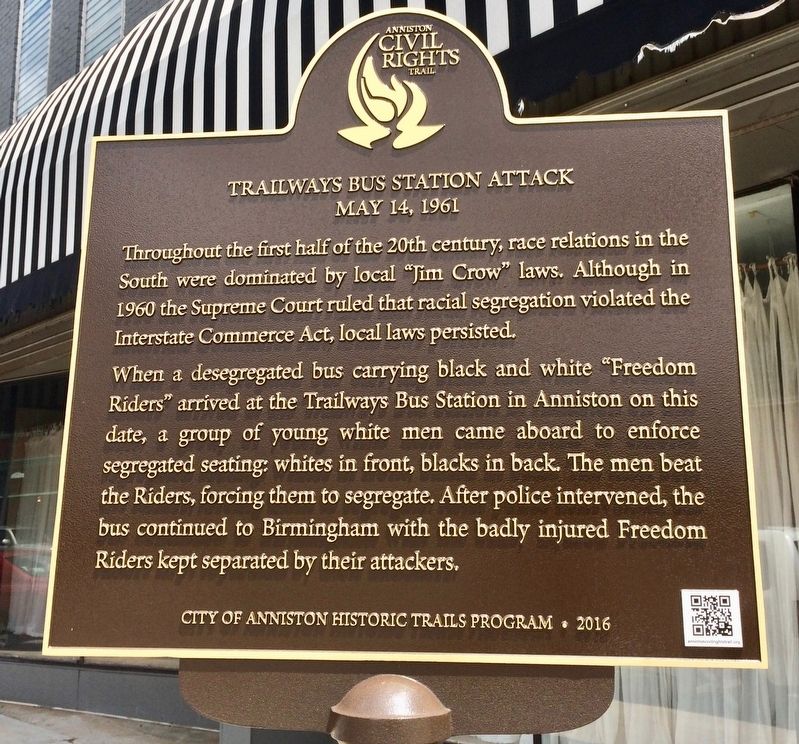 ANNISTON
CIVIL
RIGHTS
TRAIL
TRAILWAYS BUS STATION ATTACK
MAY 14, 1961
Throughout the first half of the 20th century, race relations in the
South were dominated by local “Jim Crow” laws. Although in
1960 the Supreme Court ruled that racial segregation violated the
Interstate Commerce Act, local laws persisted.
When a desegregated bus carrying black and white “Freedom
Riders” arrived at the Trailways Bus Station in Anniston on this
date, a group of young white men came aboard to enforce
segregated seating: whites in front, blacks in back. The men beat
the Riders, forcing them to segregate. After police intervened, the
bus continued to Birmingham with the badly injured Freedom
Riders kept separated by their attackers.
CITY OF ANNISTON HISTORIC TRAILS PROGRAM • 2016